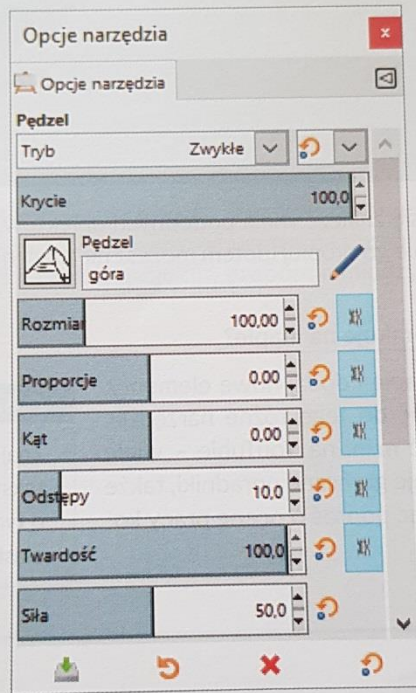 Opcje narzędzia
Opcje narzędzia
Pędzel
Tryb Zwykłe
Krycie 100,0
Pędzel
góra
Rozmiar 100,00
Proporcje 0,00
Kąt 0,00
Odstępy 10,0
Twardość 100,0
Siła 50,0